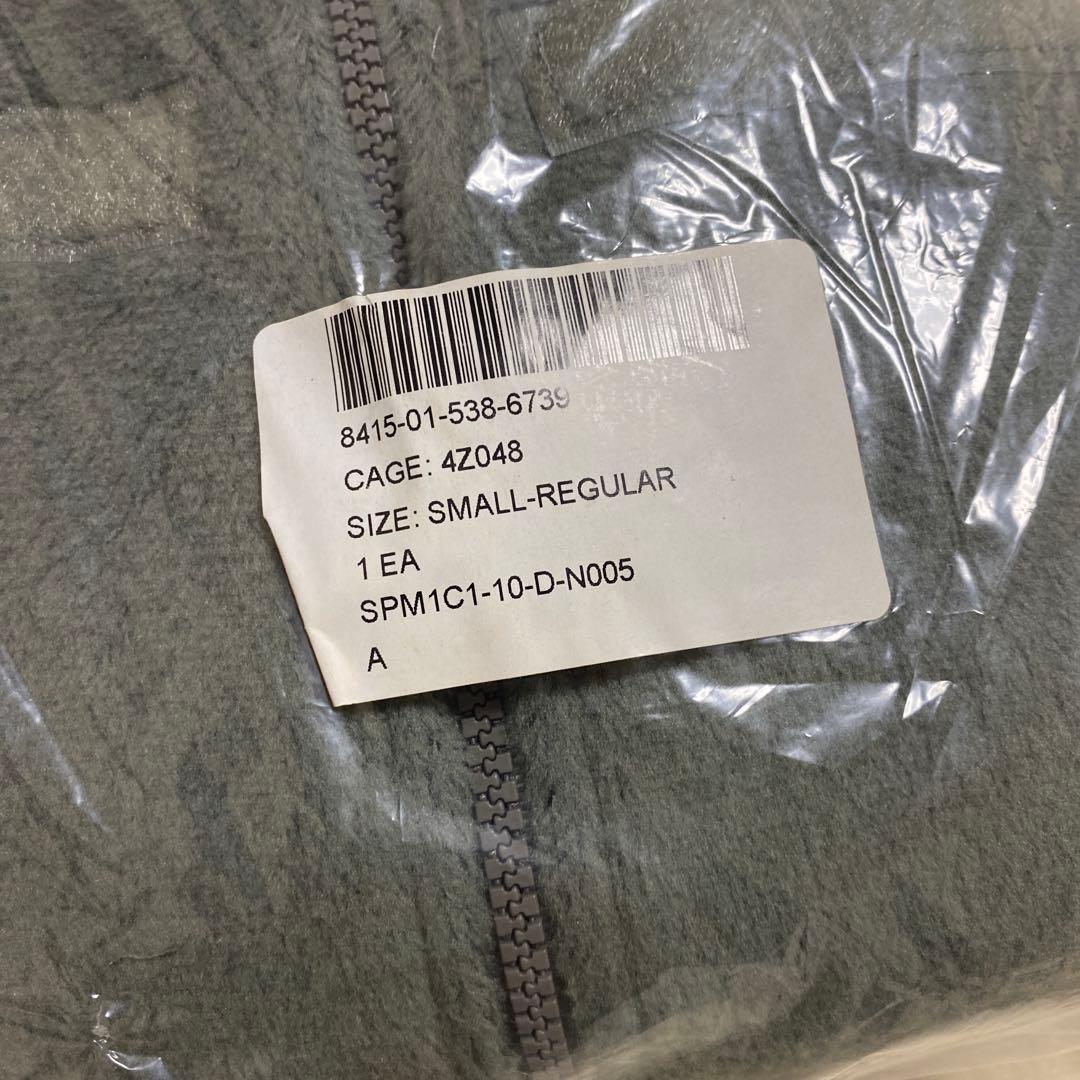 8415-01-538-6739
CAGE: 4Z048
SIZE: SMALL-REGULAR
1 EA
SPM1C1-10-D-N005
A